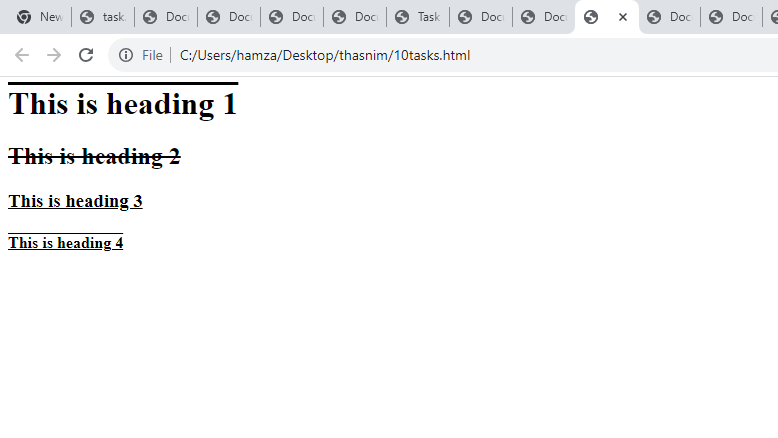 New task. Doc Doc Doc Doc Task Doc Doc Doc Doc
File C:/Users/hamza/Desktop/thasnim/10tasks.html
This is heading 1
This is heading 2
This is heading 3
This is heading 4